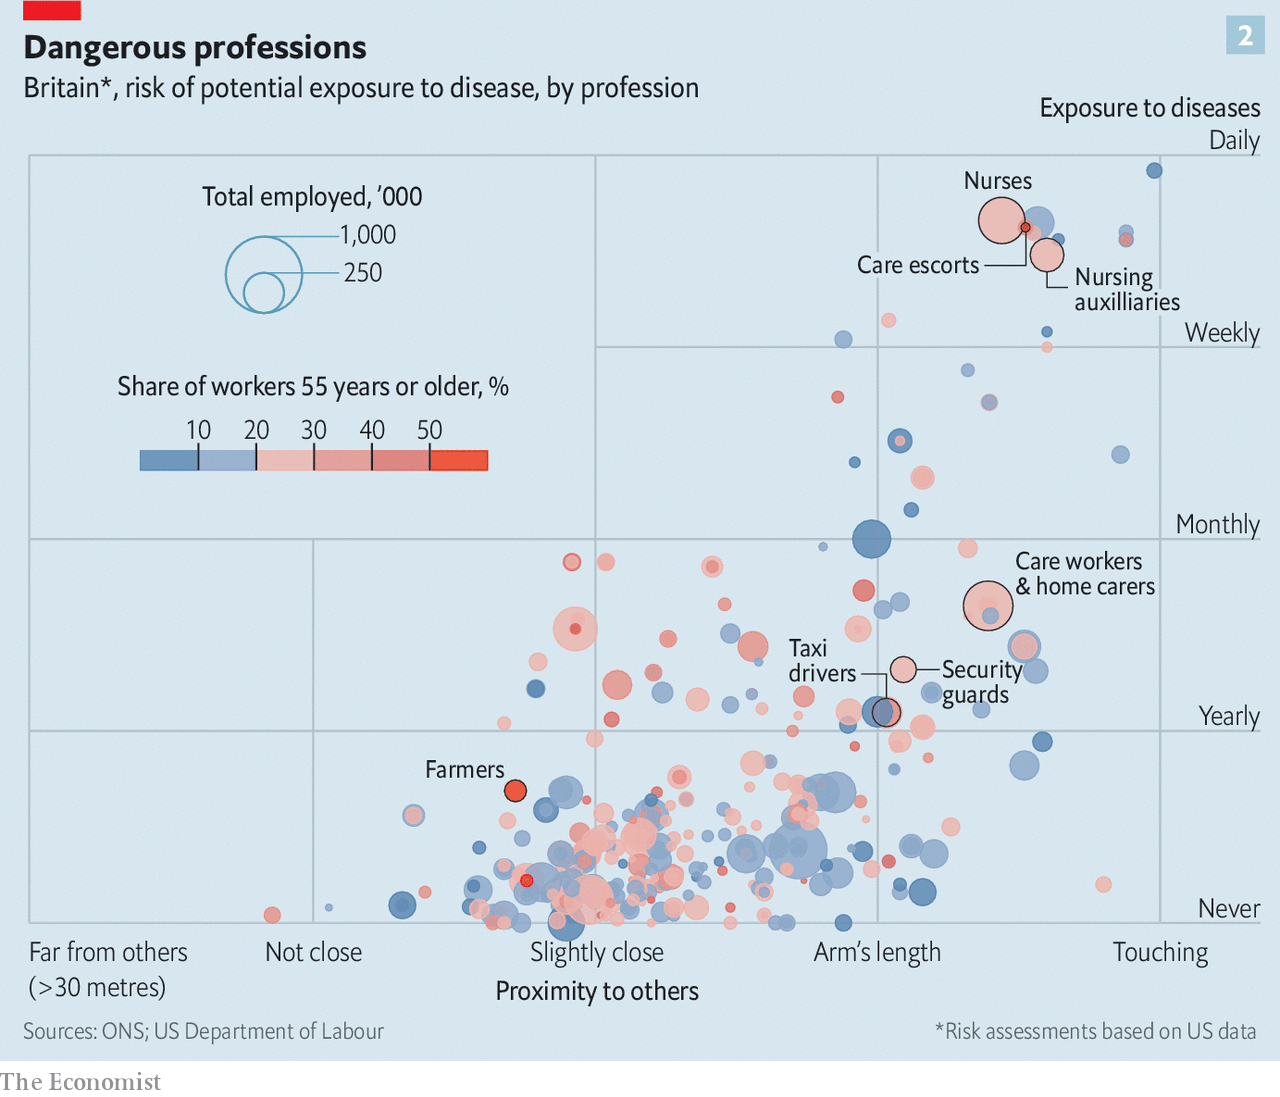 Dangerous professions
2
Britain*, risk of potential exposure to disease, by profession
Exposure to diseases
Daily
Total employed, ’000
1,000
250
Nurses
Care escorts
Nursing
auxilliaries
Weekly
Share of workers 55 years or older, %
10 20 30 40 50
Monthly
Care workers
& home carers
Taxi
drivers
Security
guards
Yearly
Farmers
Never
Far from others
(>30 metres)
Not close
Slightly close
Arm’s length
Touching
Proximity to others
Sources: ONS; US Department of Labour
*Risk assessments based on US data
The Economist